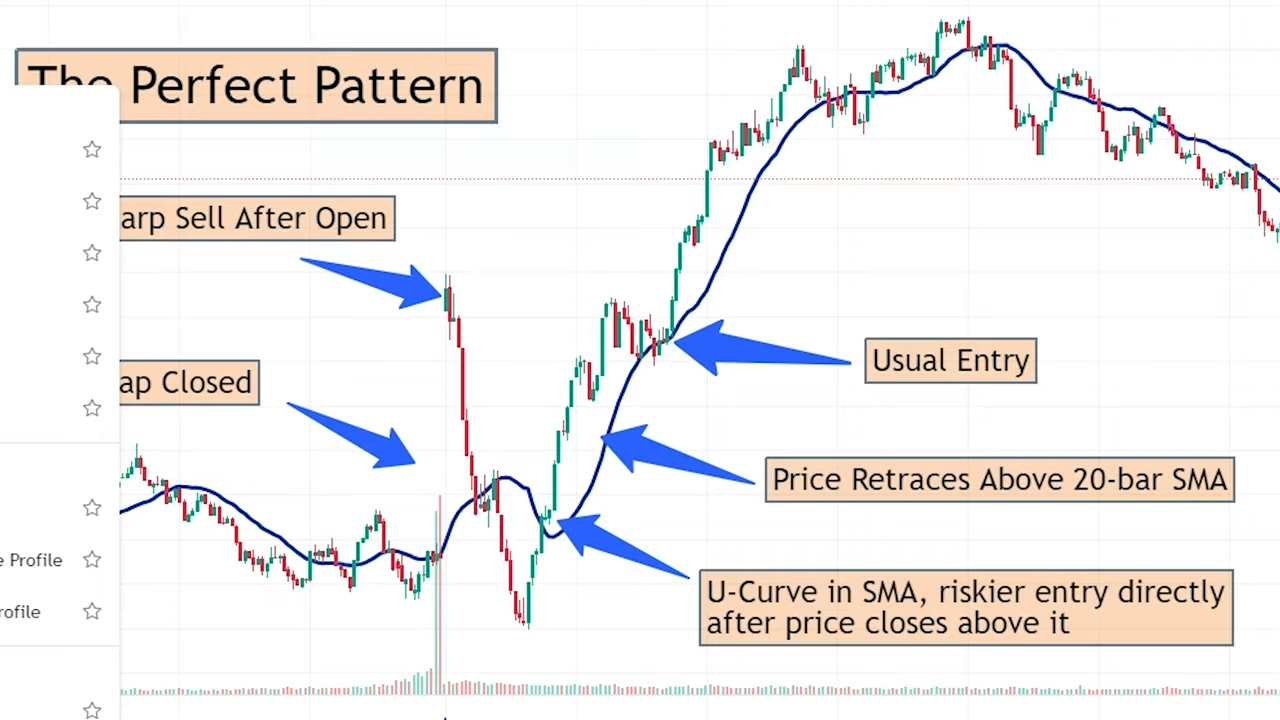 The Perfect Pattern
arp Sell After Open
ap Closed
Usual Entry
Price Retraces Above 20-bar SMA
U-Curve in SMA, riskier entry directly
after price closes above it
e Profile
rofile